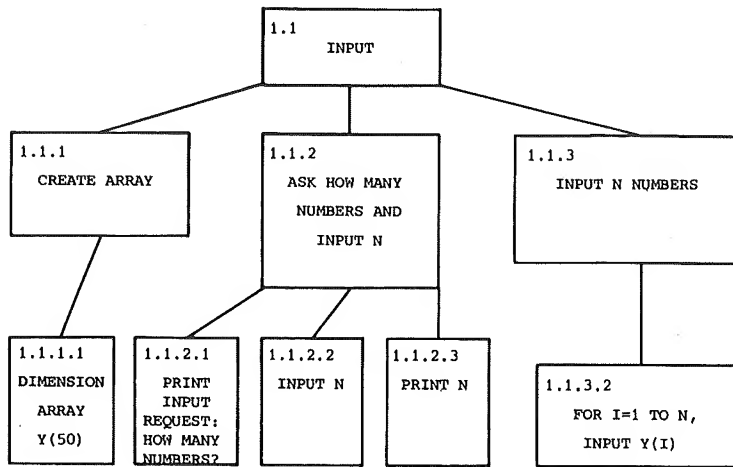 1.1
INPUT
1.1.1
CREATE ARRAY
1.1.2
ASK HOW MANY
NUMBERS AND
INPUT N
1.1.3
INPUT N NUMBERS
1.1.1.1
DIMENSION
ARRAY
Y(50)
1.1.2.1
PRINT
INPUT
REQUEST:
HOW MANY
NUMBERS?
1.1.2.2
INPUT N
1.1.2.3
PRINT N
1.1.3.2
FOR I=1 TO N,
INPUT Y(I)